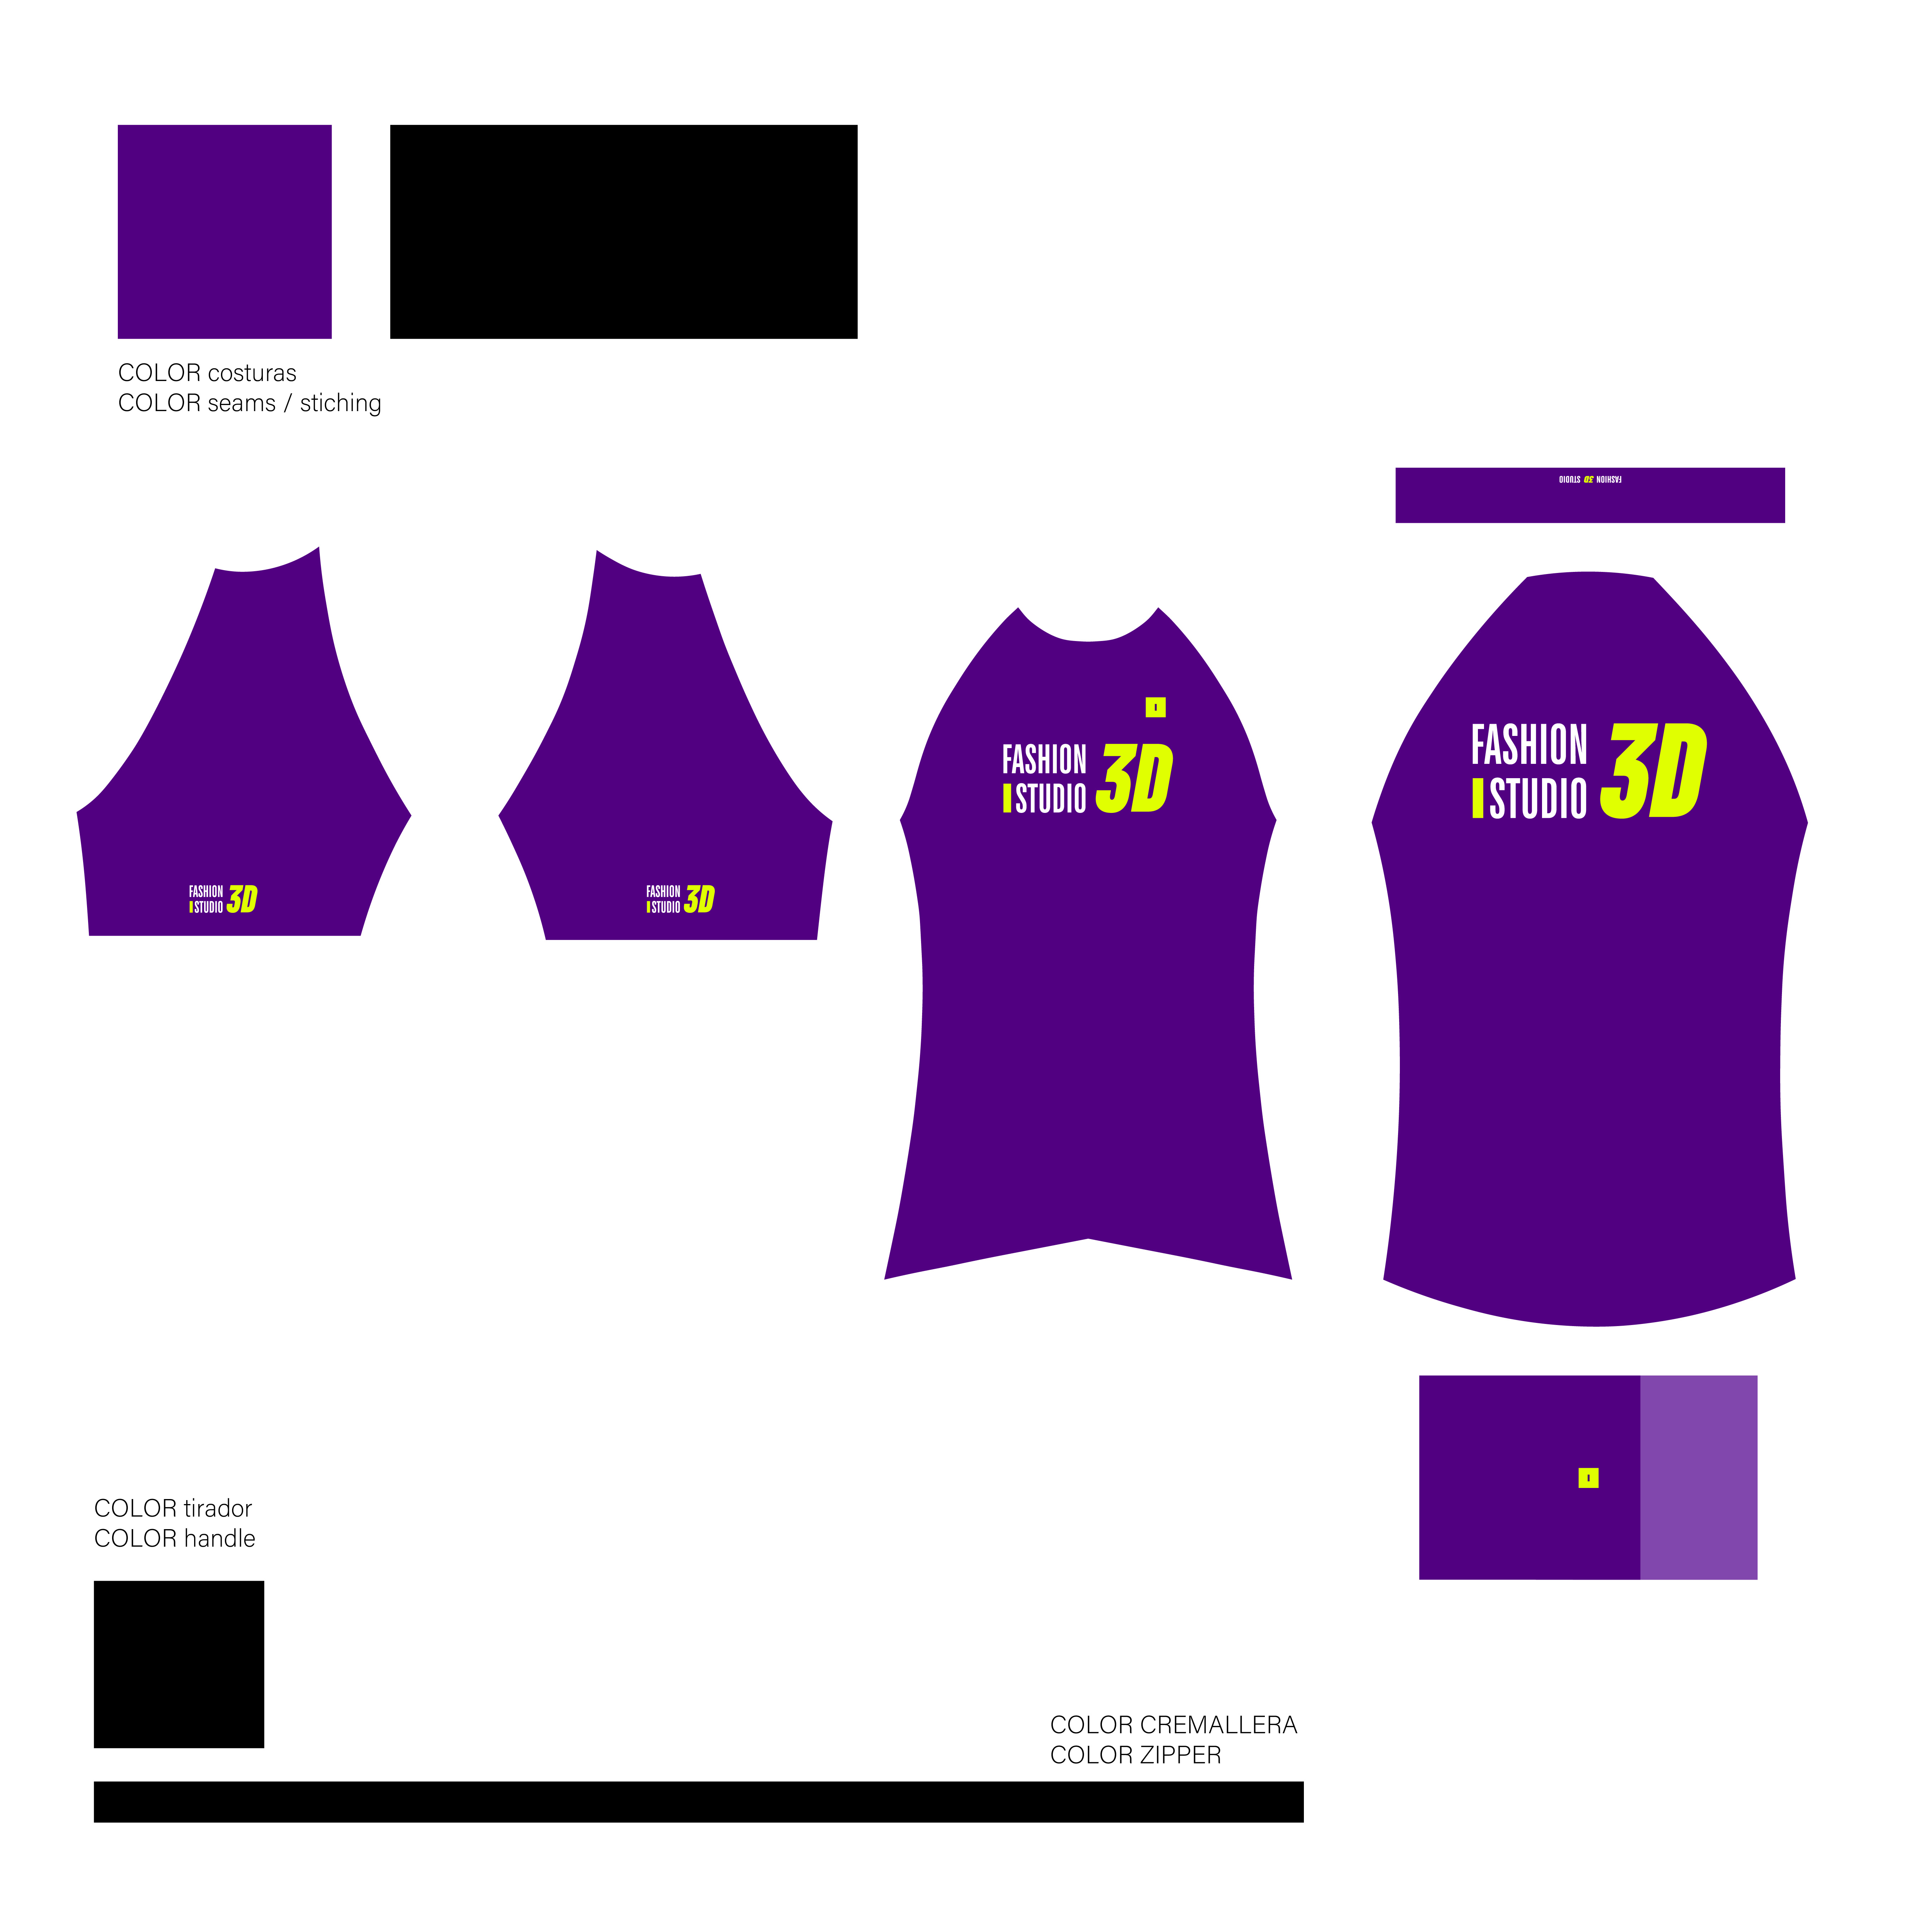 COLOR costuras
COLOR seams / stiching
FASHION 3D STUDIO
FASHION
STUDIO 3D
FASHION
STUDIO 3D
FASHION
STUDIO 3D
FASHION
STUDIO 3D
COLOR tirador
COLOR handle
COLOR CREMALLERA
COLOR ZIPPER